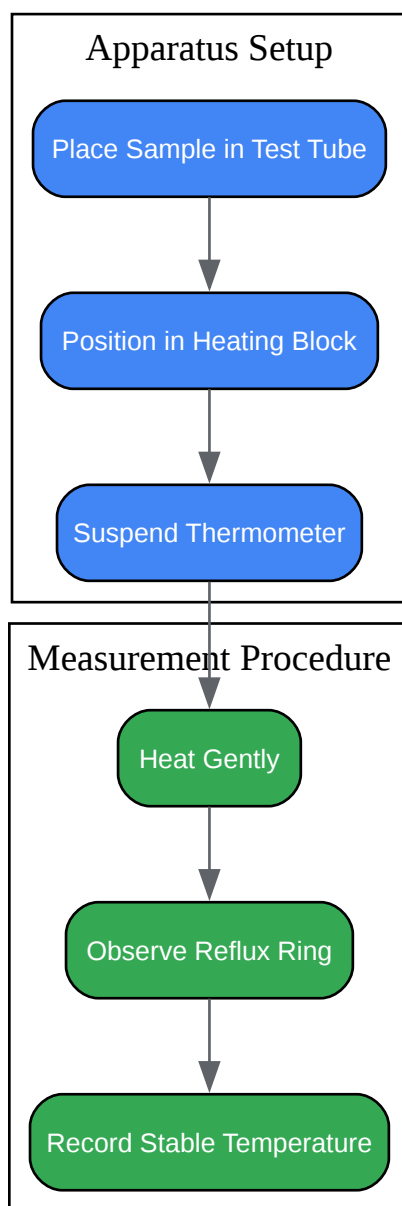 Apparatus Setup
Place Sample in Test Tube
Position in Heating Block
Suspend Thermometer
Measurement Procedure
Heat Gently
Observe Reflux Ring
Record Stable Temperature